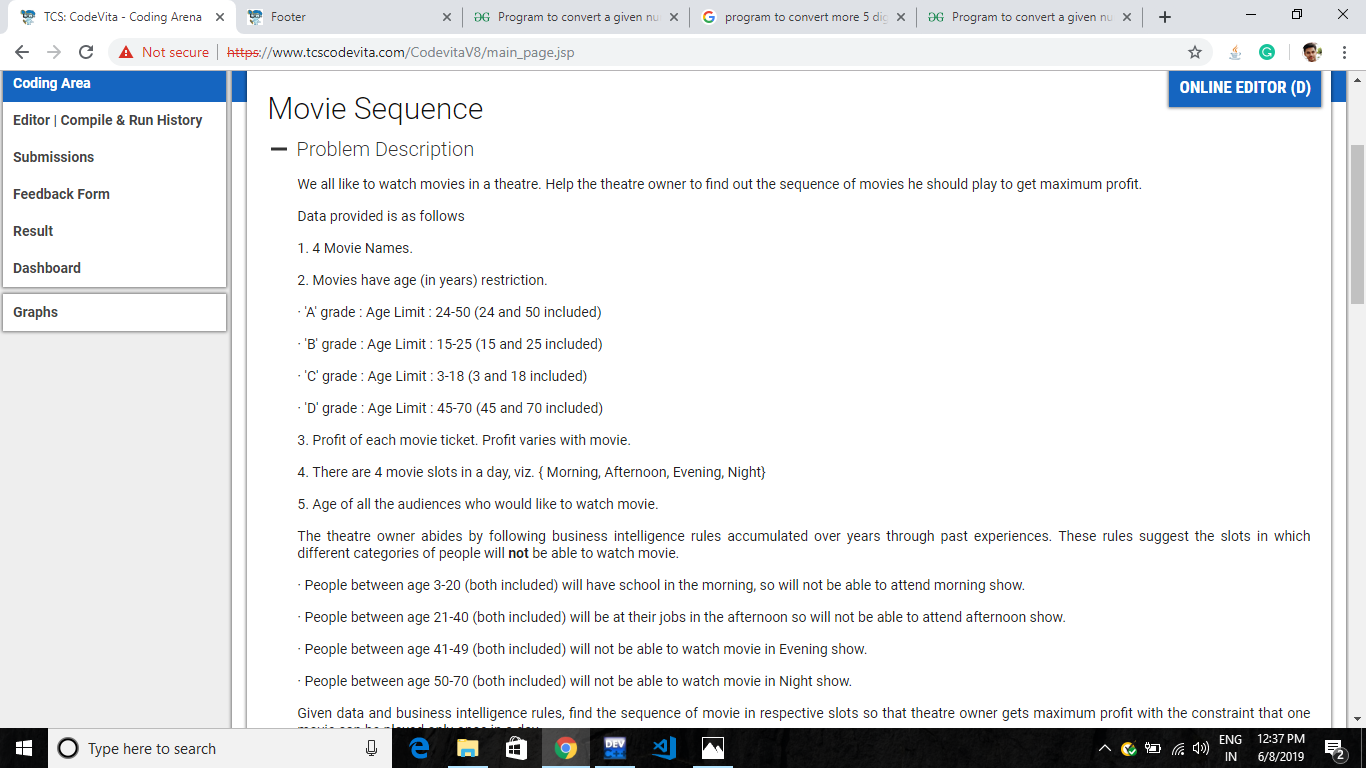 TCS: CodeVita - Coding Arena
Footer
Program to convert a given nu
program to convert more 5 dig
Program to convert a given nu
Not secure | https://www.tcscodevita.com/CodevitaV8/main_page.jsp
Coding Area
Editor | Compile & Run History
Submissions
Feedback Form
Result
Dashboard
Graphs
ONLINE EDITOR (D)
Movie Sequence
Problem Description
We all like to watch movies in a theatre. Help the theatre owner to find out the sequence of movies he should play to get maximum profit.
Data provided is as follows
1. 4 Movie Names.
2. Movies have age (in years) restriction.
· 'A' grade : Age Limit : 24-50 (24 and 50 included)
· 'B' grade : Age Limit : 15-25 (15 and 25 included)
· 'C' grade : Age Limit : 3-18 (3 and 18 included)
· 'D' grade : Age Limit : 45-70 (45 and 70 included)
3. Profit of each movie ticket. Profit varies with movie.
4. There are 4 movie slots in a day, viz. { Morning, Afternoon, Evening, Night}
5. Age of all the audiences who would like to watch movie.
The theatre owner abides by following business intelligence rules accumulated over years through past experiences. These rules suggest the slots in which
different categories of people will not be able to watch movie.
· People between age 3-20 (both included) will have school in the morning, so will not be able to attend morning show.
· People between age 21-40 (both included) will be at their jobs in the afternoon so will not be able to attend afternoon show.
· People between age 41-49 (both included) will not be able to watch movie in Evening show.
· People between age 50-70 (both included) will not be able to watch movie in Night show.
Given data and business intelligence rules, find the sequence of movie in respective slots so that theatre owner gets maximum profit with the constraint that one
movie can be played only once in a day
Type here to search
DEV
ENG
IN
12:37 PM
6/8/2019
2